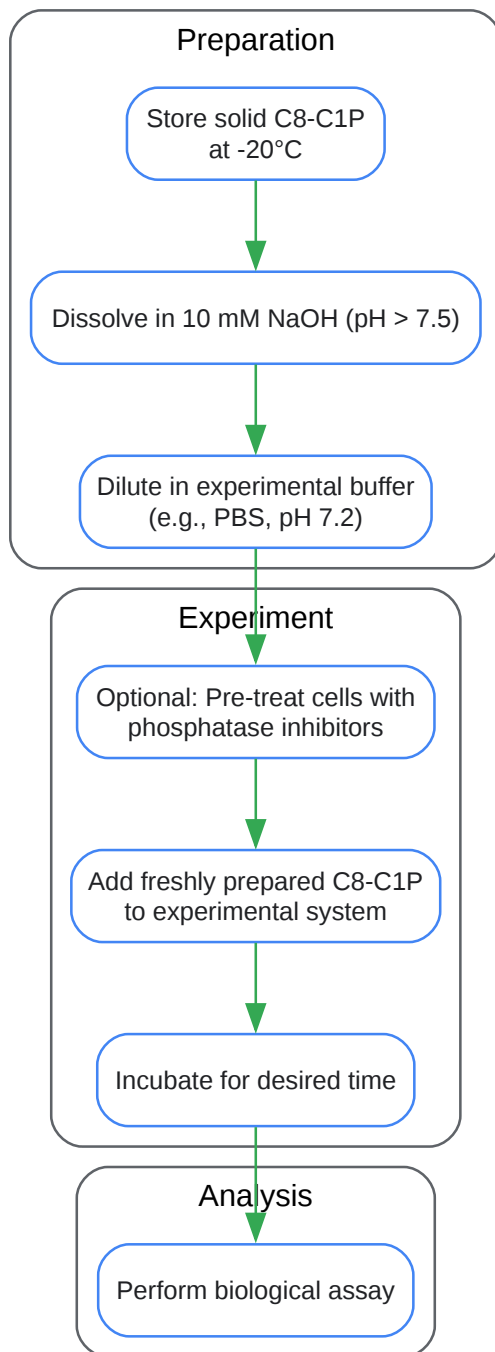 Preparation
Store solid C8-C1P
at -20°C
Dissolve in 10 mM NaOH (pH > 7.5)
Dilute in experimental buffer
(e.g., PBS, pH 7.2)
Experiment
Optional: Pre-treat cells with
phosphatase inhibitors
Add freshly prepared C8-C1P
to experimental system
Incubate for desired time
Analysis
Perform biological assay